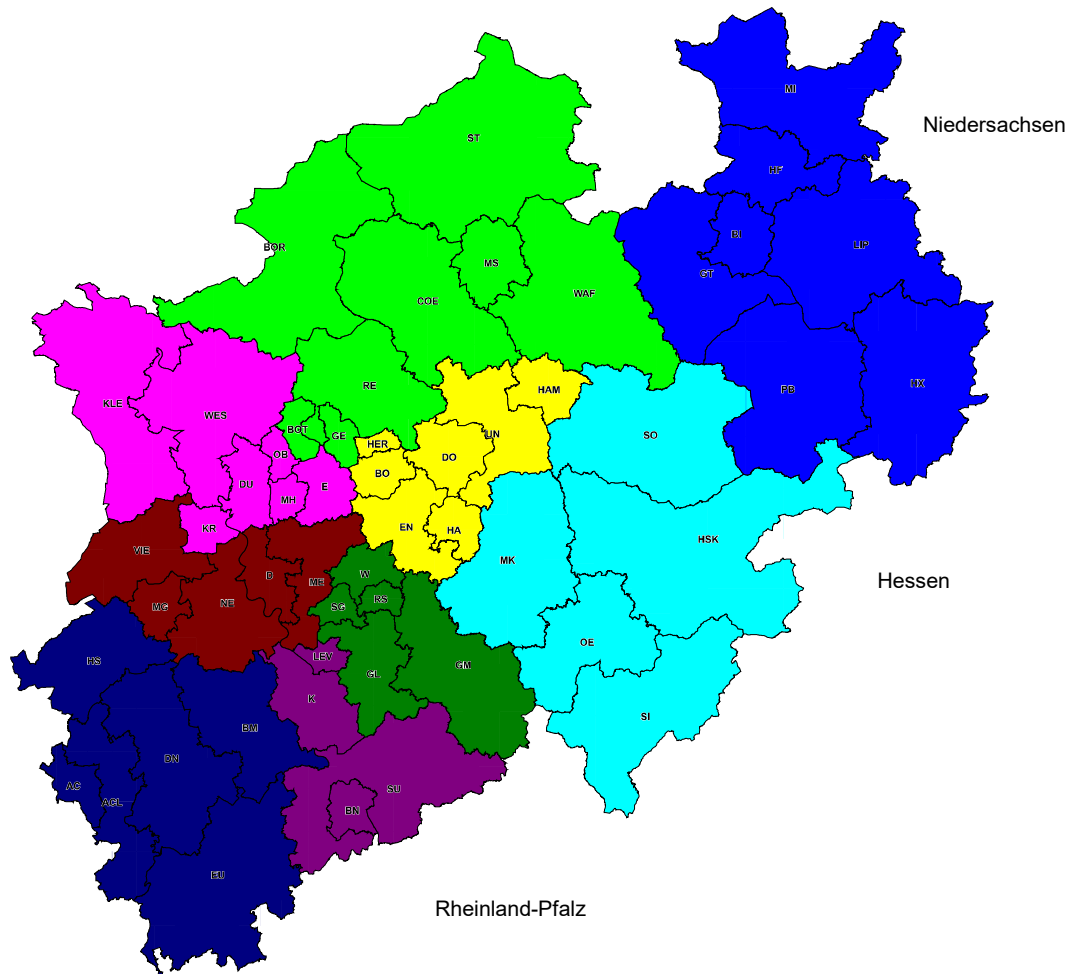 MI
Niedersachsen
ST
HF
BI
LIP
BOR
MS
GT
WAF
COE
RE
HAM
PB
HX
KLE
WES
BOT
GE
UN
SO
HER
OB
DO
BO
DU
E
MH
KR
EN
HA
HSK
VIE
MK
Hessen
D
ME
W
MG
NE
SG
RS
OE
HS
LEV
GL
GM
K
SI
BM
DN
AC
ACL
SU
BN
EU
Rheinland-Pfalz